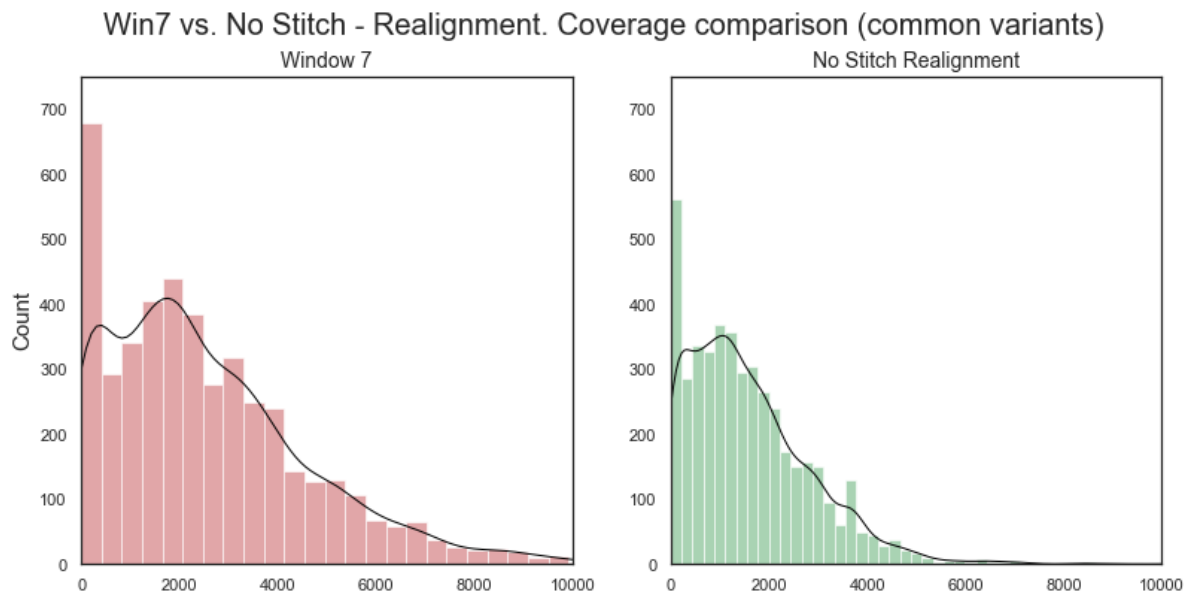 Win7 vs. No Stitch - Realignment. Coverage comparison (common variants)
Window 7
No Stitch Realignment
Count
700
600
500
400
300
200
100
0
0 2000 4000 6000 8000 10000
700
600
500
400
300
200
100
0
0 2000 4000 6000 8000 10000